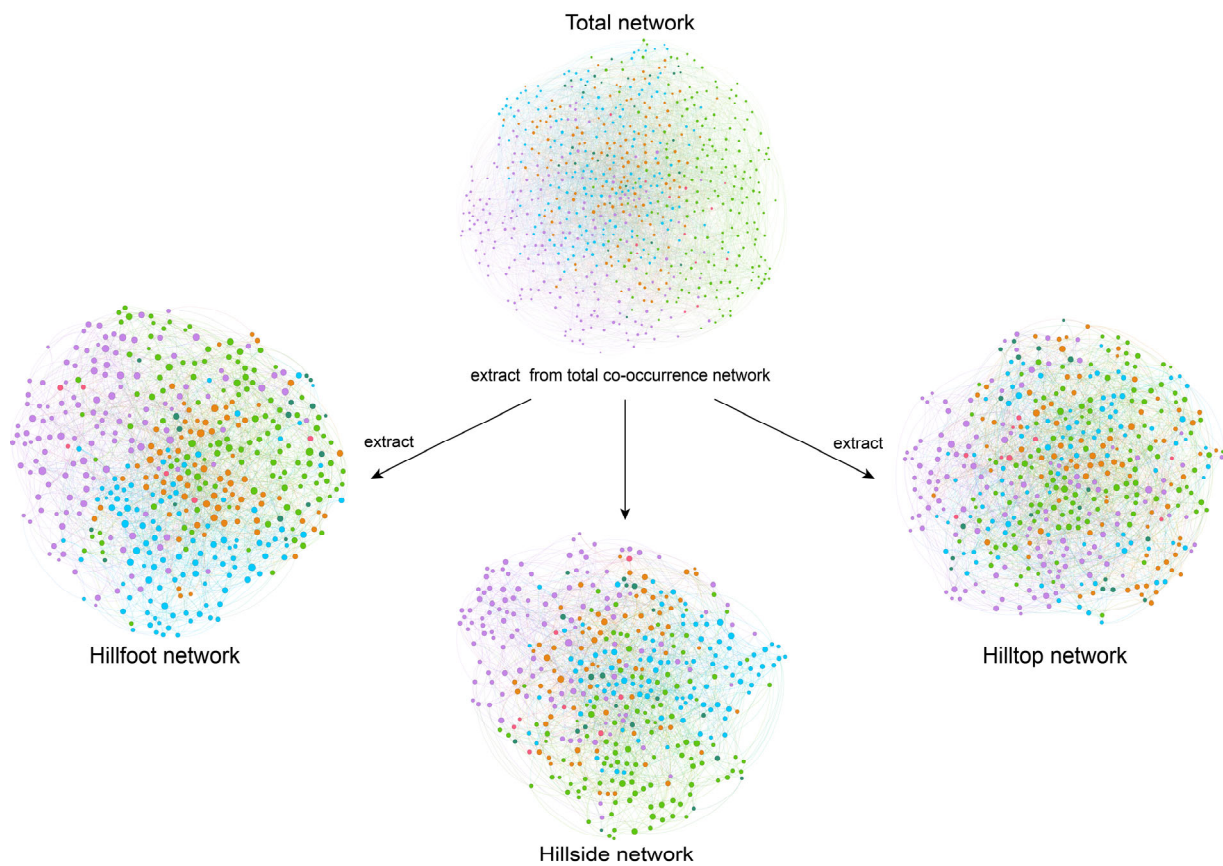 Total network
extract from total co-occurrence network
extract
extract
Hillfoot network
Hilltop network
Hillside network